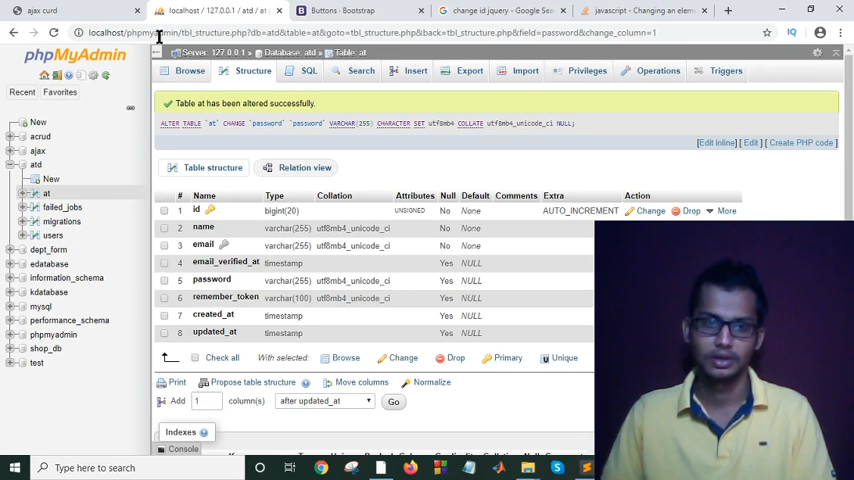 ajax curd
localhost / 127.0.0.1 / atd / at | p
Buttons · Bootstrap
change id jquery - Google Sea
javascript - Changing an elem
localhost/phpmyadmin/tbl_structure.php?db=atd&table=at&goto=tbl_structure.php&back=tbl_structure.php&field=password&change_column=1
phpMyAdmin
Server: 127.0.0.1 » Database: atd » Table: at
Browse Structure SQL Search Insert Export Import Privileges Operations Triggers
Recent Favorites
New
acrud
ajax
atd
New
at
failed_jobs
migrations
users
dept_form
edatabase
information_schema
kdatabase
mysql
performance_schema
phpmyadmin
shop_db
test
Table at has been altered successfully.
ALTER TABLE `at` CHANGE `password` `password` VARCHAR(255) CHARACTER SET utf8mb4 COLLATE utf8mb4_unicode_ci NULL;
[Edit inline] [ Edit ] [ Create PHP code ]
Table structure Relation view
# Name Type Collation Attributes Null Default Comments Extra Action
1 id bigint(20) UNSIGNED No None AUTO_INCREMENT Change Drop More
2 name varchar(255) utf8mb4_unicode_ci No None
3 email varchar(255) utf8mb4_unicode_ci No None
4 email_verified_at timestamp Yes NULL
5 password varchar(255) utf8mb4_unicode_ci Yes NULL
6 remember_token varchar(100) utf8mb4_unicode_ci Yes NULL
7 created_at timestamp Yes NULL
8 updated_at timestamp Yes NULL
Check all With selected: Browse Change Drop Primary Unique
Print Propose table structure Move columns Normalize
Add 1 column(s) after updated_at Go
Indexes
Console
Type here to search